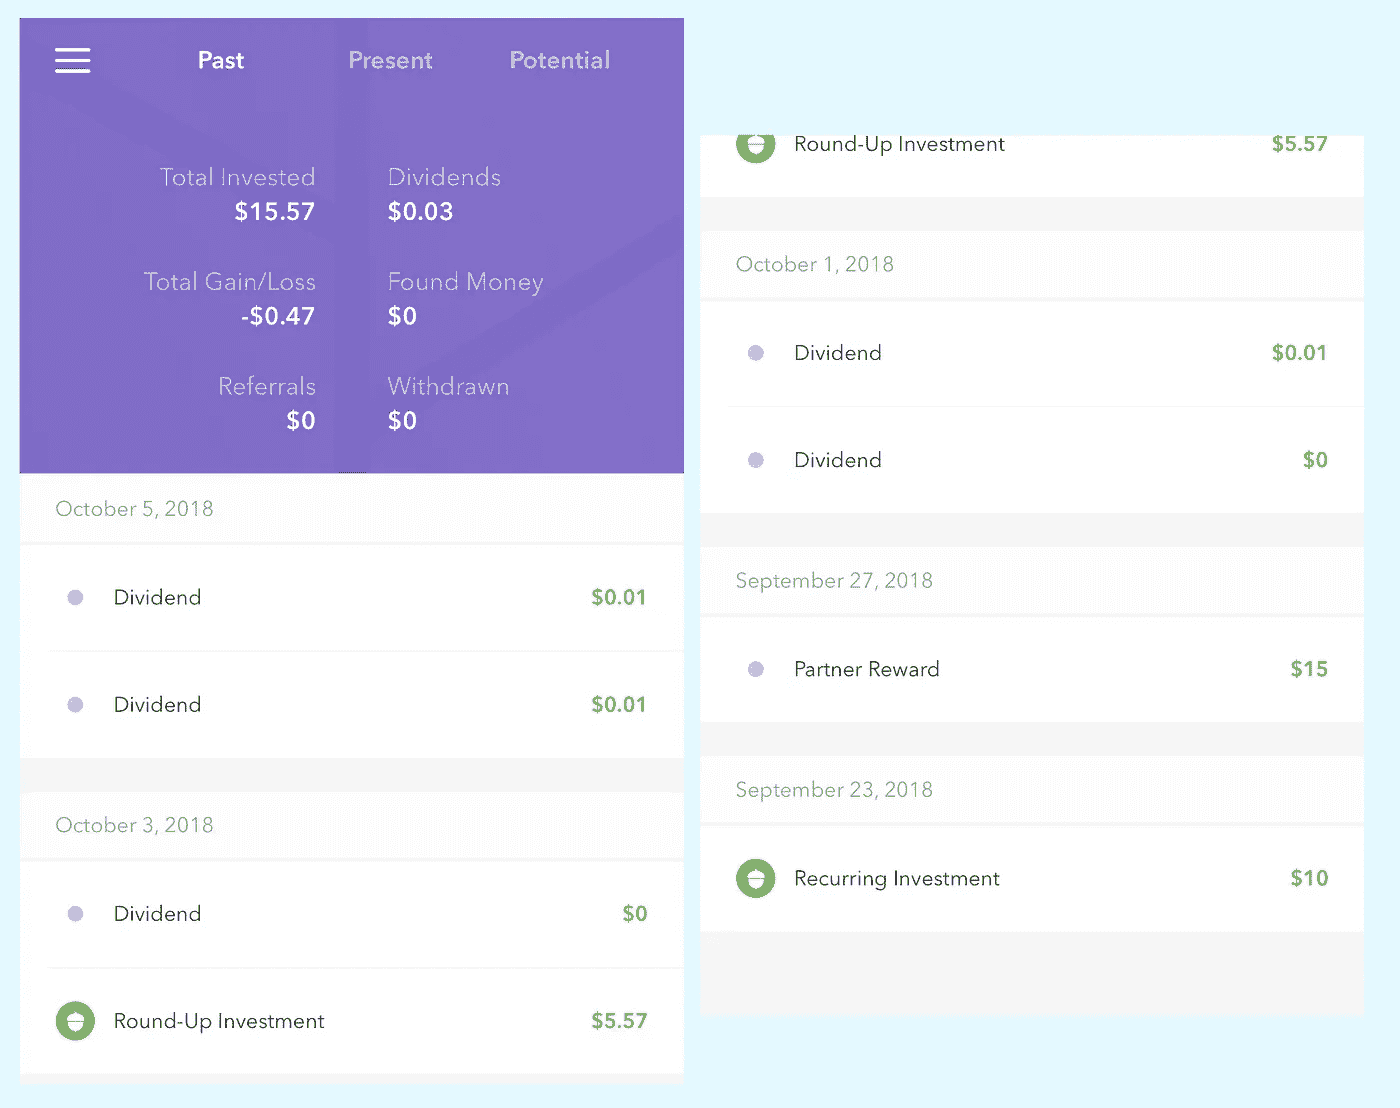 Past Present Potential
Total Invested Dividends
$15.57 $0.03
Total Gain/Loss Found Money
-$0.47 $0
Referrals Withdrawn
$0 $0
October 5, 2018
Dividend $0.01
Dividend $0.01
October 3, 2018
Dividend $0
Round-Up Investment $5.57
Round-Up Investment $5.57
October 1, 2018
Dividend $0.01
Dividend $0
September 27, 2018
Partner Reward $15
September 23, 2018
Recurring Investment $10